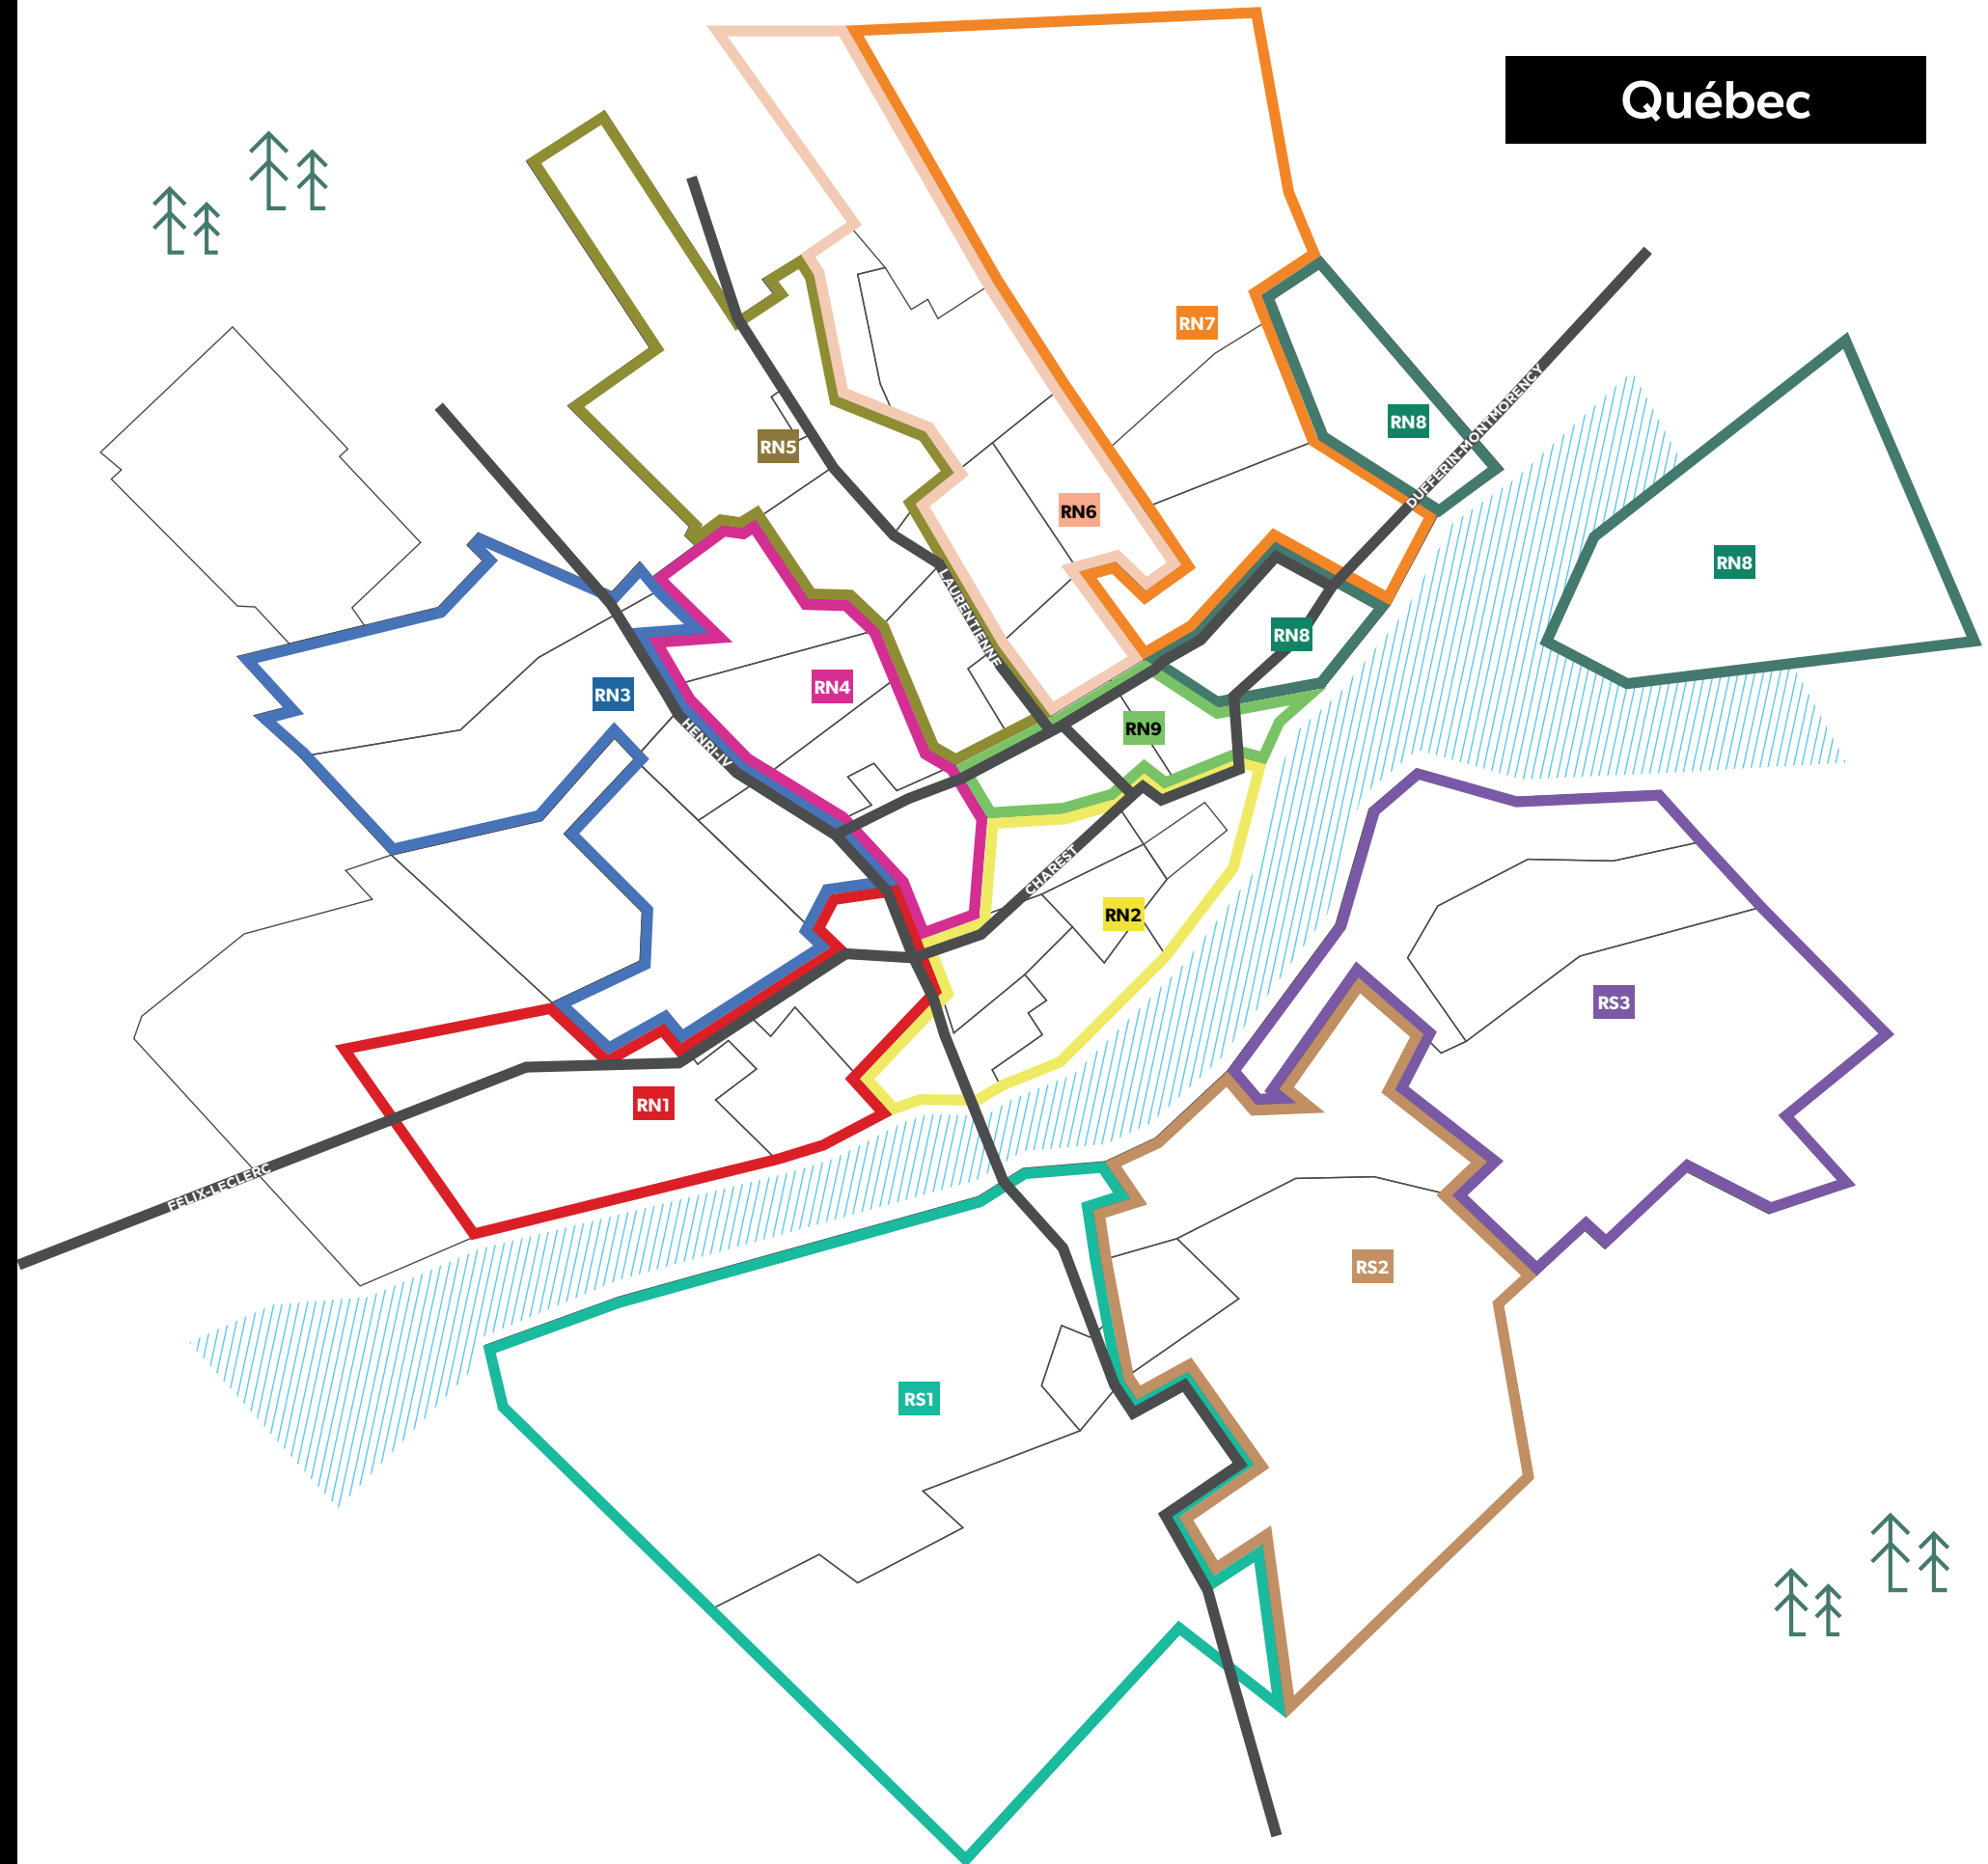 Québec
RN7
RN8
DUFFERIN-MONTMORENCY
RN5
RN6
RN8
RN8
LAURENTIENNE
RN4
RN3
RN9
HENRI-IV
CHAREST
RN2
RS3
RN1
FÉLIX-LECLERC
RS2
RS1